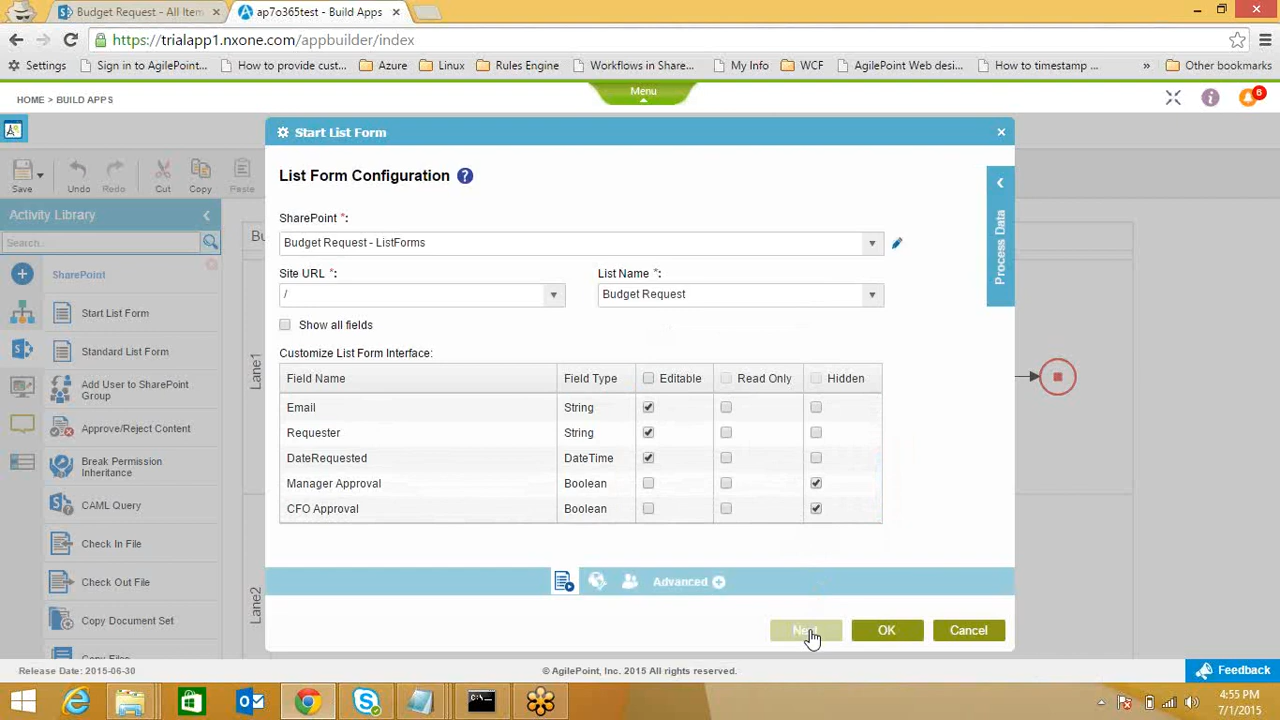 Budget Request - All Item
ap7o365test - Build Apps
https://trialapp1.nxone.com/appbuilder/index
Settings
Sign in to AgilePoint...
How to provide cust...
Azure
Linux
Rules Engine
Workflows in Share...
My Info
WCF
AgilePoint Web desi...
How to timestamp ...
»
Other bookmarks
HOME > BUILD APPS
Menu
6
Save
Undo
Redo
Cut
Copy
Paste
Activity Library
Search..
SharePoint
Start List Form
Standard List Form
Add User to SharePoint
Group
Approve/Reject Content
Break Permission
Inheritance
CAML Query
Check In File
Check Out File
Copy Document Set
Lane1
Lane2
Start List Form
List Form Configuration
SharePoint *:
Budget Request - ListForms
Site URL *:
List Name *:
/
Budget Request
Show all fields
Customize List Form Interface:
Field Name Field Type Editable Read Only Hidden
Email String
Requester String
DateRequested DateTime
Manager Approval Boolean
CFO Approval Boolean
Process Data
Advanced
Next
OK
Cancel
Release Date: 2015-06-30
© AgilePoint, Inc. 2015 All rights reserved.
Feedback
4:55 PM
7/1/2015